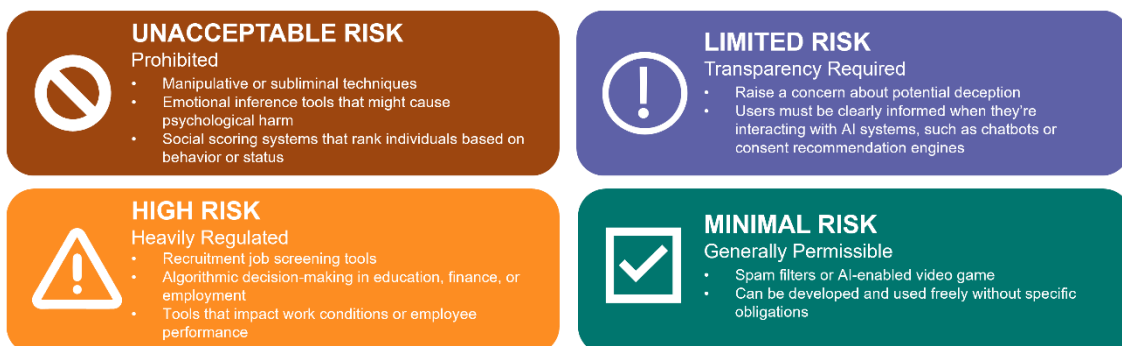 UNACCEPTABLE RISK
Prohibited
• Manipulative or subliminal techniques
• Emotional inference tools that might cause
psychological harm
• Social scoring systems that rank individuals based on
behavior or status
LIMITED RISK
Transparency Required
• Raise a concern about potential deception
• Users must be clearly informed when they're
interacting with AI systems, such as chatbots or
consent recommendation engines
HIGH RISK
Heavily Regulated
• Recruitment job screening tools
• Algorithmic decision-making in education, finance, or
employment
• Tools that impact work conditions or employee
performance
MINIMAL RISK
Generally Permissible
• Spam filters or AI-enabled video game
• Can be developed and used freely without specific
obligations